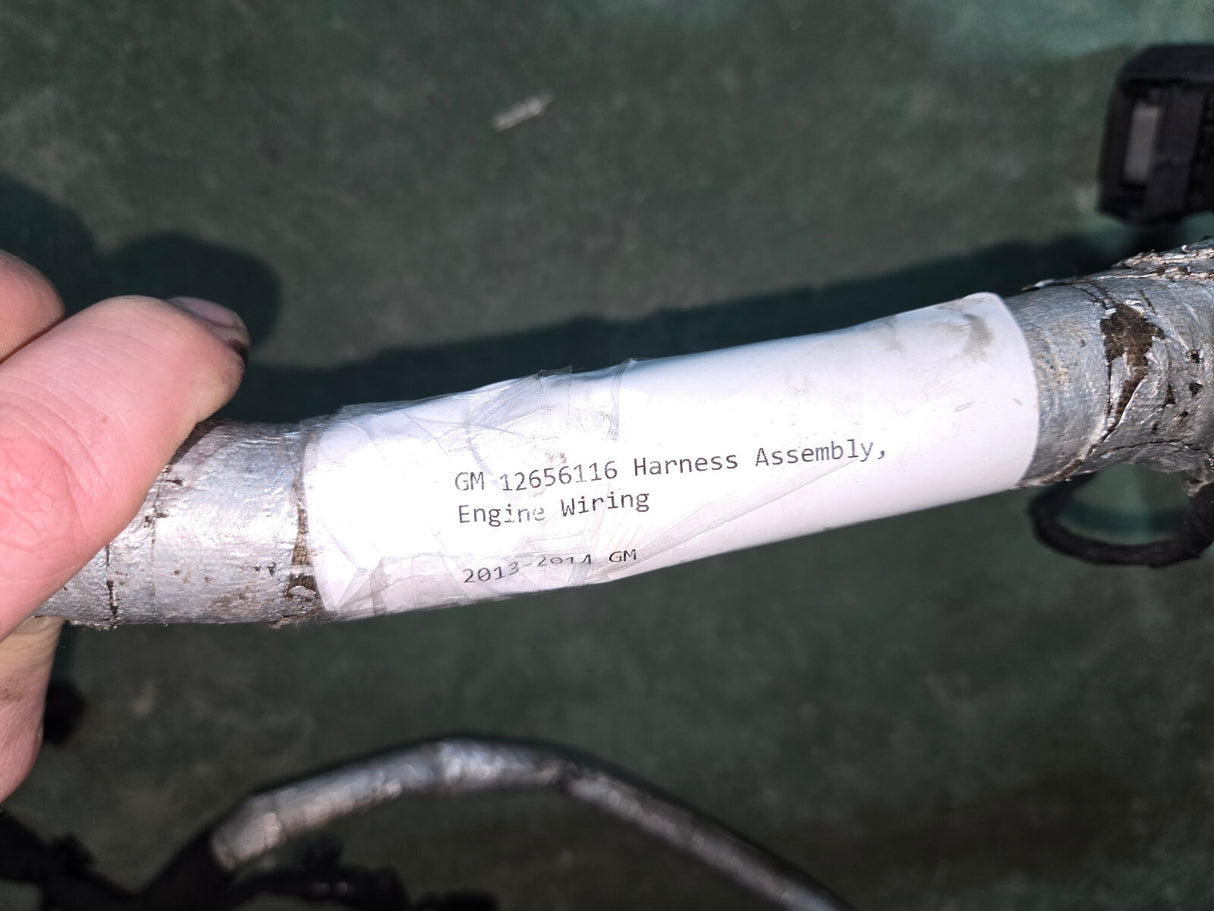 GM 12656116 Harness Assembly,
Engine Wiring
2013-2014 GM